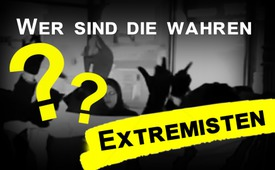 WER SIND DIE WAHREN
??
EXTREMISTEN